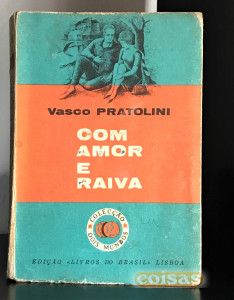 Vasco PRATOLINI
COM
AMOR
E
RAIVA
COLECÇÃO
DOIS MUNDOS
EDIÇÃO «LIVROS DO BRASIL» LISBOA
coisas